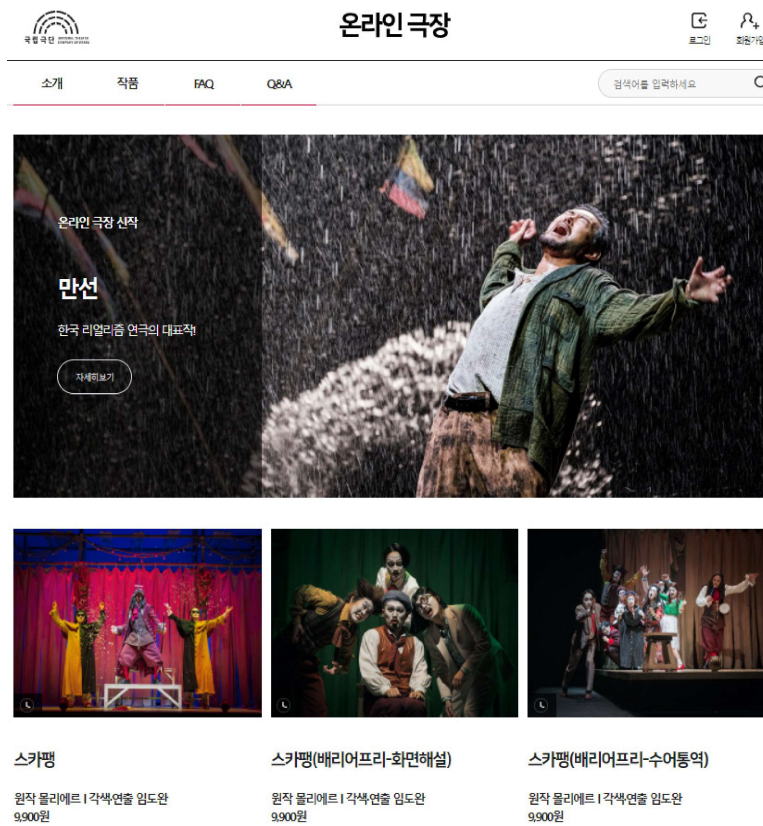 국립극단 NATIONAL THEATER
COMPANY OF KOREA
온라인 극장
로그인
회원가입
소개 작품 FAQ Q&A
검색어를 입력하세요
온라인 극장 신작
만선
한국 리얼리즘 연극의 대표작!
자세히보기
스카팽
원작 몰리에르 I 각색·연출 임도완
9,900원
스카팽(배리어프리-화면해설)
원작 몰리에르 I 각색·연출 임도완
9,900원
스카팽(배리어프리-수어통역)
원작 몰리에르 I 각색·연출 임도완
9,900원